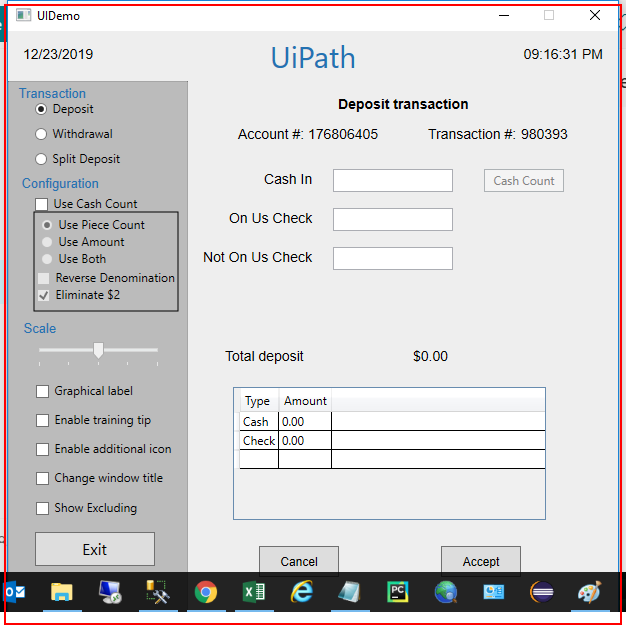 UIDemo
12/23/2019
UiPath
09:16:31 PM
Transaction
Deposit
Withdrawal
Split Deposit
Configuration
Use Cash Count
Use Piece Count
Use Amount
Use Both
Reverse Denomination
Eliminate $2
Scale
Graphical label
Enable training tip
Enable additional icon
Change window title
Show Excluding
Exit
Deposit transaction
Account #: 176806405 Transaction #: 980393
Cash In
Cash Count
On Us Check
Not On Us Check
Total deposit $0.00
Type Amount
Cash 0.00
Check 0.00
Cancel Accept
PC